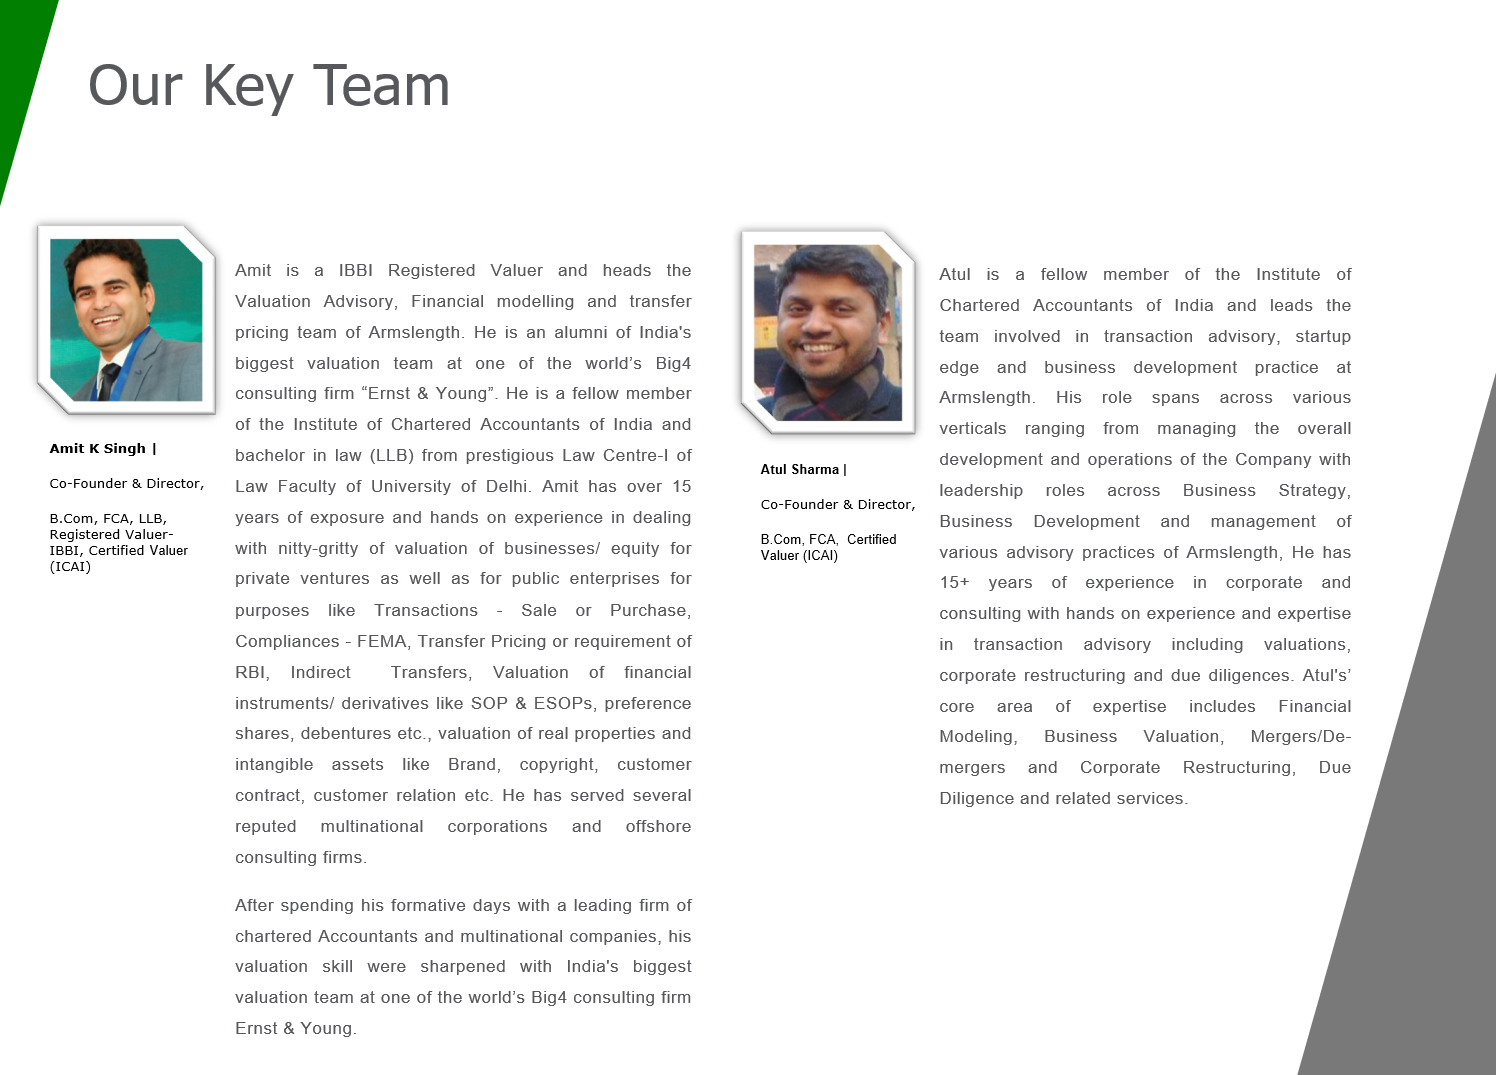 Our Key Team
Amit K Singh |
Co-Founder & Director,
B.Com, FCA, LLB,
Registered Valuer-
IBBI, Certified Valuer
(ICAI)
Amit is a IBBI Registered Valuer and heads the
Valuation Advisory, Financial modelling and transfer
pricing team of Armslength. He is an alumni of India's
biggest valuation team at one of the world’s Big4
consulting firm “Ernst & Young”. He is a fellow member
of the Institute of Chartered Accountants of India and
bachelor in law (LLB) from prestigious Law Centre-I of
Law Faculty of University of Delhi. Amit has over 15
years of exposure and hands on experience in dealing
with nitty-gritty of valuation of businesses/ equity for
private ventures as well as for public enterprises for
purposes like Transactions - Sale or Purchase,
Compliances - FEMA, Transfer Pricing or requirement of
RBI, Indirect Transfers, Valuation of financial
instruments/ derivatives like SOP & ESOPs, preference
shares, debentures etc., valuation of real properties and
intangible assets like Brand, copyright, customer
contract, customer relation etc. He has served several
reputed multinational corporations and offshore
consulting firms.
After spending his formative days with a leading firm of
chartered Accountants and multinational companies, his
valuation skill were sharpened with India's biggest
valuation team at one of the world’s Big4 consulting firm
Ernst & Young.
Atul Sharma |
Co-Founder & Director,
B.Com, FCA, Certified
Valuer (ICAI)
Atul is a fellow member of the Institute of
Chartered Accountants of India and leads the
team involved in transaction advisory, startup
edge and business development practice at
Armslength. His role spans across various
verticals ranging from managing the overall
development and operations of the Company with
leadership roles across Business Strategy,
Business Development and management of
various advisory practices of Armslength, He has
15+ years of experience in corporate and
consulting with hands on experience and expertise
in transaction advisory including valuations,
corporate restructuring and due diligences. Atul's’
core area of expertise includes Financial
Modeling, Business Valuation, Mergers/De-
mergers and Corporate Restructuring, Due
Diligence and related services.